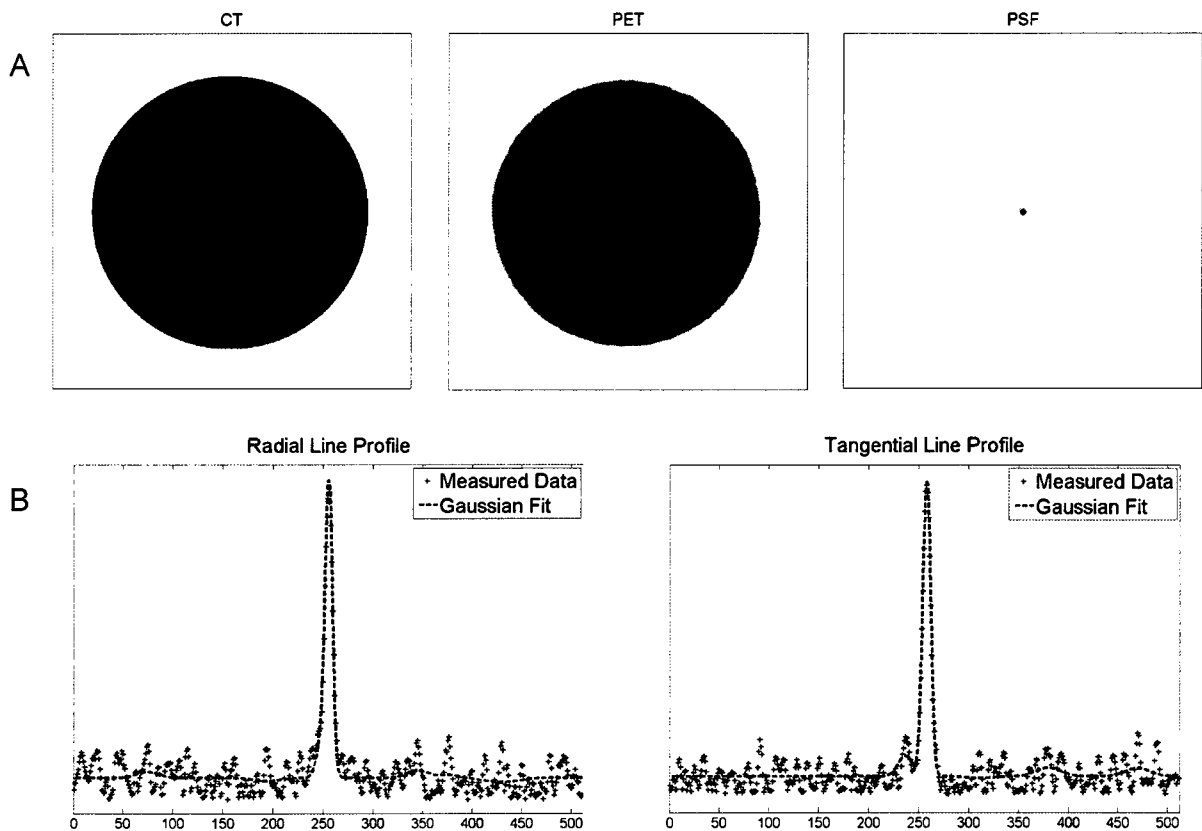 CT PET PSF
A
Radial Line Profile Tangential Line Profile
B
+ Measured Data + Measured Data
--- Gaussian Fit --- Gaussian Fit
0 50 100 150 200 250 300 350 400 450 500 0 50 100 150 200 250 300 350 400 450 500